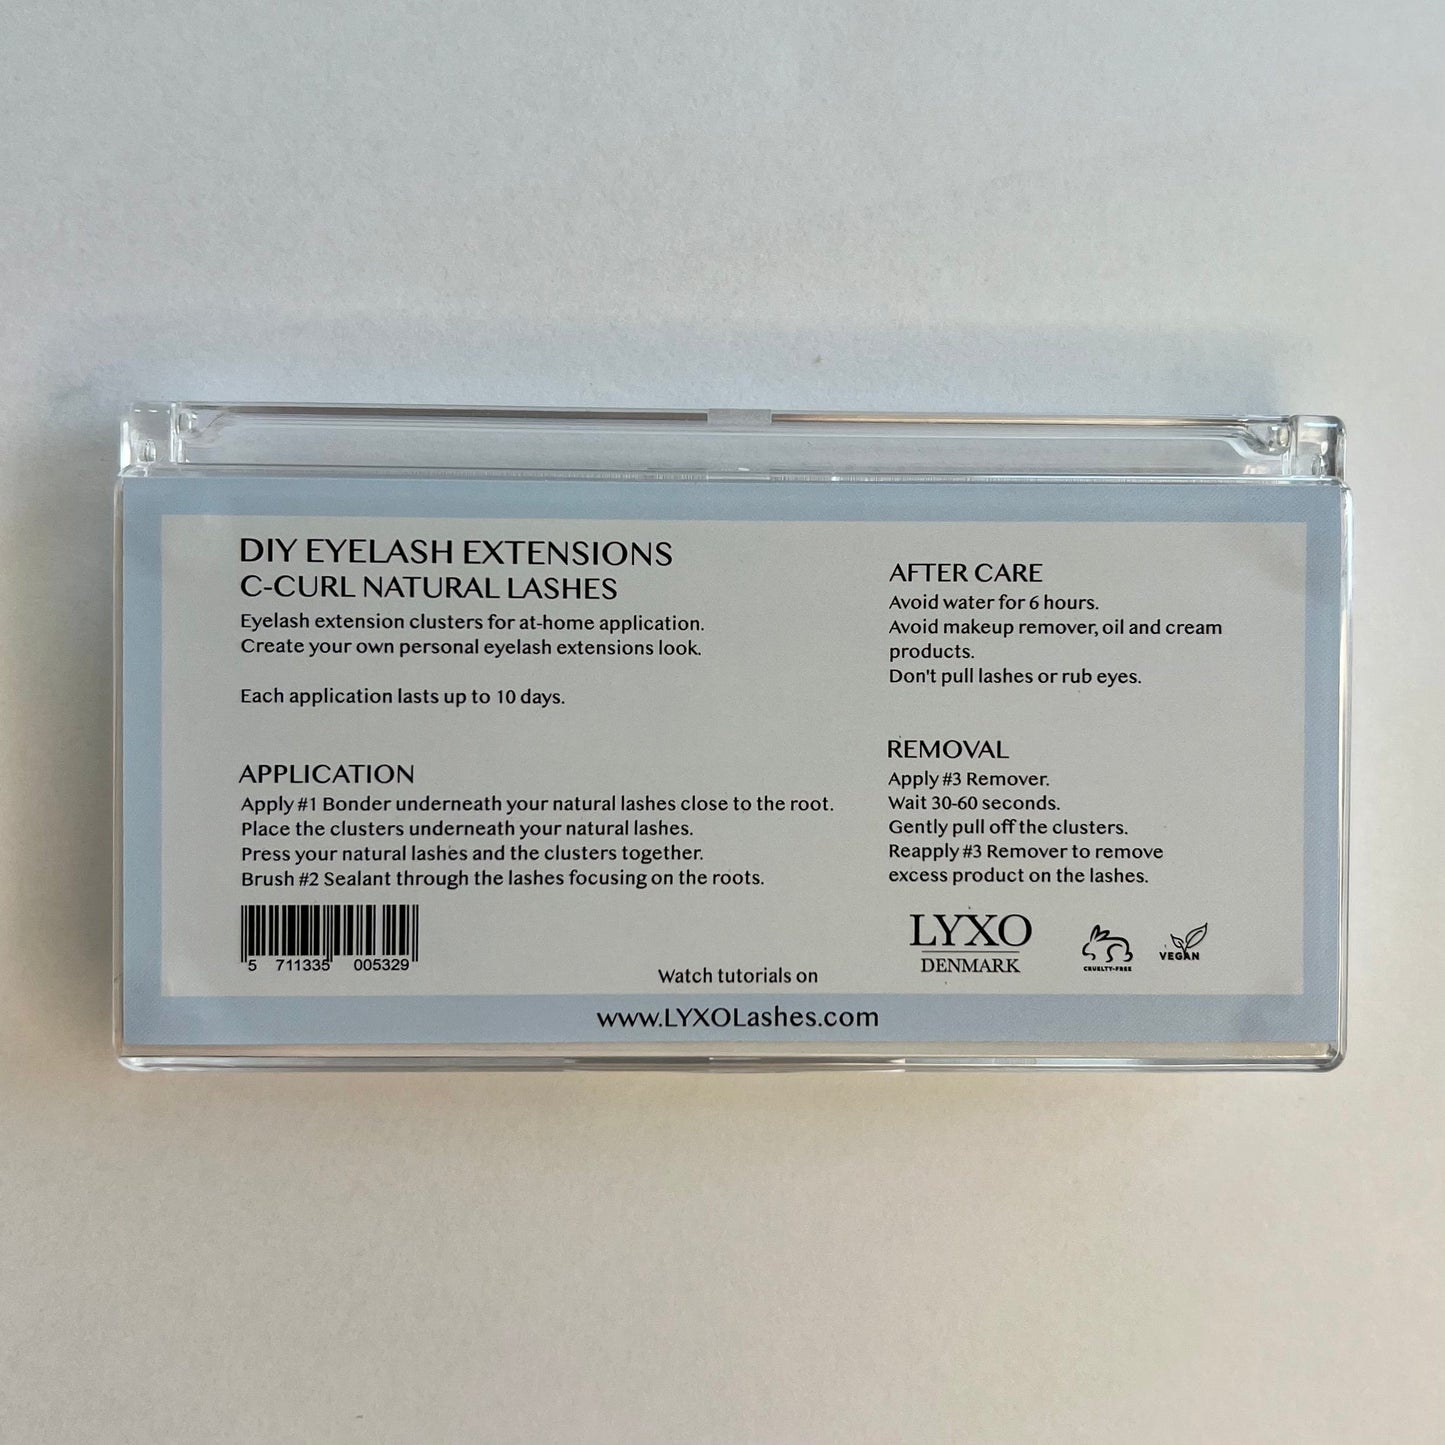 DIY EYELASH EXTENSIONS
C-CURL NATURAL LASHES
Eyelash extension clusters for at-home application.
Create your own personal eyelash extensions look.
Each application lasts up to 10 days.
APPLICATION
Apply #1 Bonder underneath your natural lashes close to the root.
Place the clusters underneath your natural lashes.
Press your natural lashes and the clusters together.
Brush #2 Sealant through the lashes focusing on the roots.
5 711335 005329
AFTER CARE
Avoid water for 6 hours.
Avoid makeup remover, oil and cream
products.
Don't pull lashes or rub eyes.
REMOVAL
Apply #3 Remover.
Wait 30-60 seconds.
Gently pull off the clusters.
Reapply #3 Remover to remove
excess product on the lashes.
LYXO
DENMARK
CRUELTY-FREE
VEGAN
Watch tutorials on
www.LYXOLashes.com